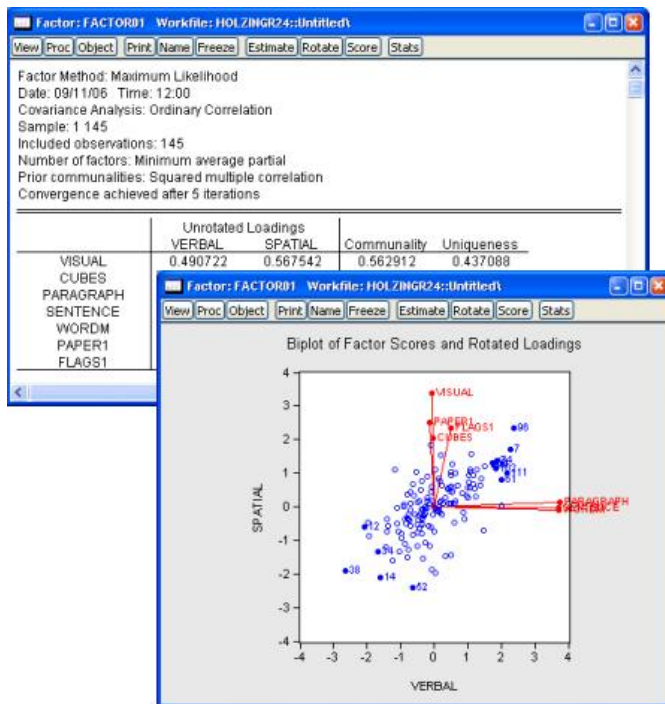 Factor: FACTOR01 Workfile: HOLZINGR24::Untitled\
View Proc Object Print Name Freeze Estimate Rotate Score Stats
Factor Method: Maximum Likelihood
Date: 09/11/06 Time: 12:00
Covariance Analysis: Ordinary Correlation
Sample: 1 145
Included observations: 145
Number of factors: Minimum average partial
Prior communalities: Squared multiple correlation
Convergence achieved after 5 iterations
Unrotated Loadings
VERBAL SPATIAL Communality Uniqueness
VISUAL 0.490722 0.567542 0.562912 0.437088
CUBES
PARAGRAPH
SENTENCE
WORDM
PAPER1
FLAGS1
Factor: FACTOR01 Workfile: HOLZINGR24::Untitled\
View Proc Object Print Name Freeze Estimate Rotate Score Stats
Biplot of Factor Scores and Rotated Loadings
4
3
2
1
0
-1
-2
-3
-4
SPATIAL
VISUAL
PAPER1
FLAGS1
CUBES
96
7
111
PARAGRAPH
12
38
14
52
-4 -3 -2 -1 0 1 2 3 4
VERBAL